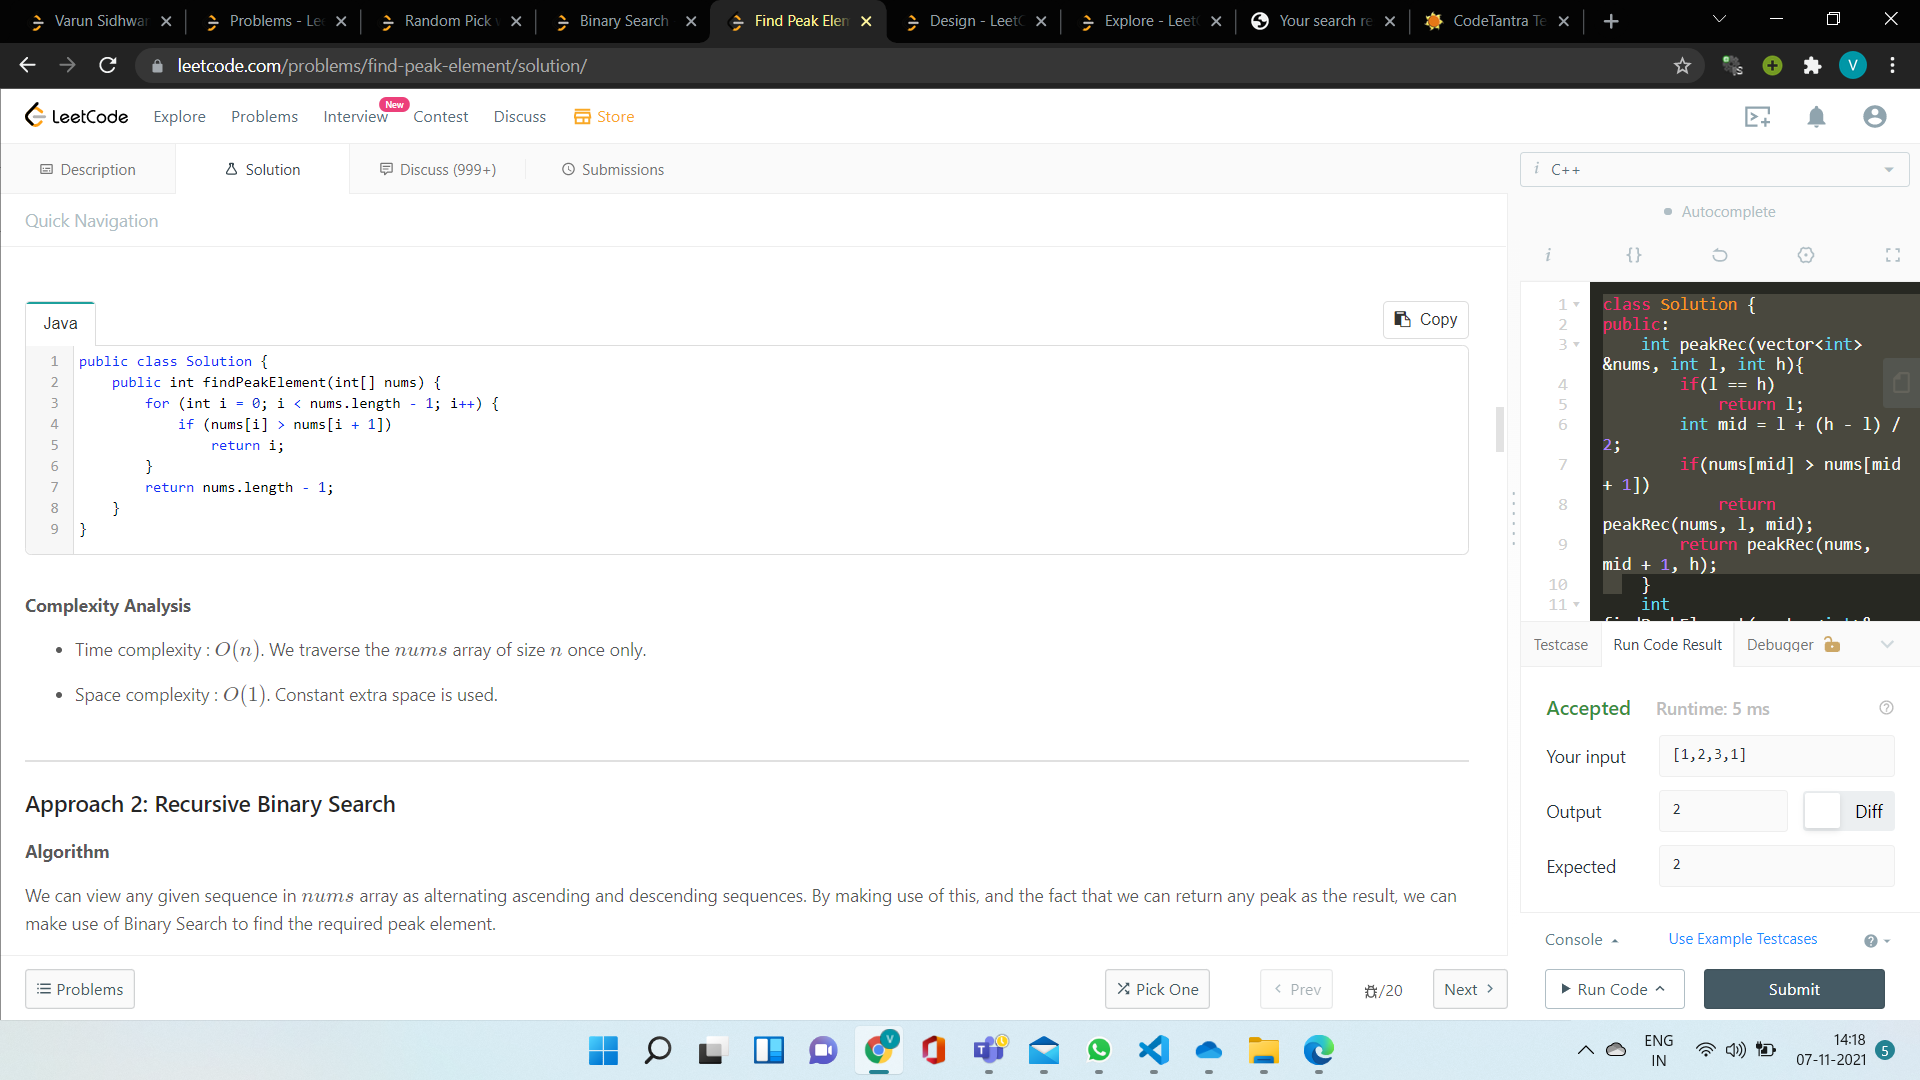 Varun Sidhwar
Problems - Lee
Random Pick w
Binary Search
Find Peak Elem
Design - LeetC
Explore - Leet
Your search re
CodeTantra Te
leetcode.com/problems/find-peak-element/solution/
V
LeetCode Explore Problems Interview New Contest Discuss Store
Description
Solution
Discuss (999+)
Submissions
Quick Navigation
Java
Copy
1 public class Solution {
2 public int findPeakElement(int[] nums) {
3 for (int i = 0; i < nums.length - 1; i++) {
4 if (nums[i] > nums[i + 1])
5 return i;
6 }
7 return nums.length - 1;
8 }
9 }
Complexity Analysis
• Time complexity : O(n). We traverse the nums array of size n once only.
• Space complexity : O(1). Constant extra space is used.
Approach 2: Recursive Binary Search
Algorithm
We can view any given sequence in nums array as alternating ascending and descending sequences. By making use of this, and the fact that we can return any peak as the result, we can
make use of Binary Search to find the required peak element.
Problems
Pick One
Prev
/20
Next
i C++
Autocomplete
i {}
1 class Solution {
2 public:
3 int peakRec(vector<int>
&nums, int l, int h){
4 if(l == h)
5 return l;
6 int mid = l + (h - l) /
2;
7 if(nums[mid] > nums[mid
+ 1])
8 return
peakRec(nums, l, mid);
9 return peakRec(nums,
mid + 1, h);
10 }
11 int
Testcase
Run Code Result
Debugger
Accepted Runtime: 5 ms
Your input [1,2,3,1]
Output 2 Diff
Expected 2
Console
Use Example Testcases
Run Code
Submit
V
ENG
IN
14:18
07-11-2021
5